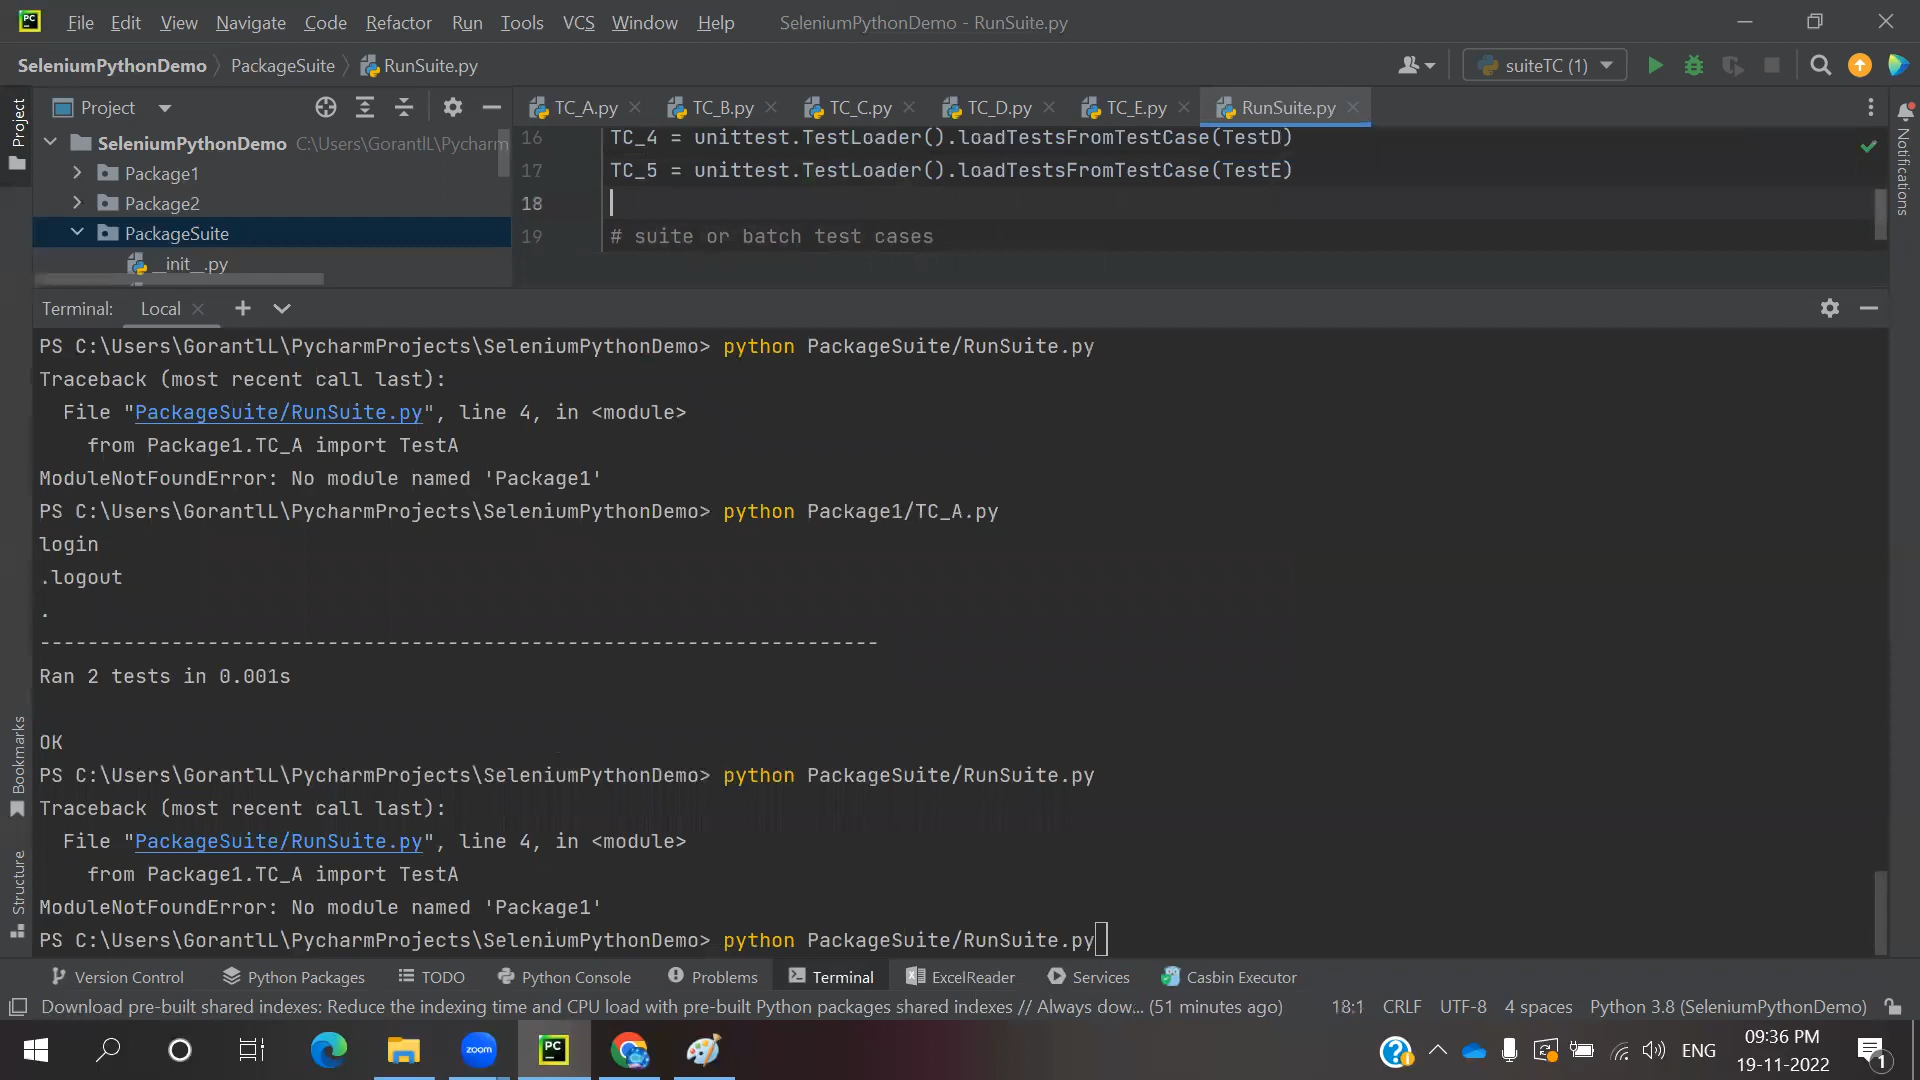 PC File Edit View Navigate Code Refactor Run Tools VCS Window Help SeleniumPythonDemo - RunSuite.py
SeleniumPythonDemo PackageSuite RunSuite.py suiteTC (1)
Project
Project
TC_A.py TC_B.py TC_C.py TC_D.py TC_E.py RunSuite.py
SeleniumPythonDemo C:\Users\GorantlL\Pycharm
Package1
Package2
PackageSuite
__init__.py
16 TC_4 = unittest.TestLoader().loadTestsFromTestCase(TestD)
17 TC_5 = unittest.TestLoader().loadTestsFromTestCase(TestE)
18
19 # suite or batch test cases
Notifications
Terminal: Local
PS C:\Users\GorantlL\PycharmProjects\SeleniumPythonDemo> python PackageSuite/RunSuite.py
Traceback (most recent call last):
File "PackageSuite/RunSuite.py", line 4, in <module>
from Package1.TC_A import TestA
ModuleNotFoundError: No module named 'Package1'
PS C:\Users\GorantlL\PycharmProjects\SeleniumPythonDemo> python Package1/TC_A.py
login
.logout
.
----------------------------------------------------------------------
Ran 2 tests in 0.001s
OK
PS C:\Users\GorantlL\PycharmProjects\SeleniumPythonDemo> python PackageSuite/RunSuite.py
Traceback (most recent call last):
File "PackageSuite/RunSuite.py", line 4, in <module>
from Package1.TC_A import TestA
ModuleNotFoundError: No module named 'Package1'
PS C:\Users\GorantlL\PycharmProjects\SeleniumPythonDemo> python PackageSuite/RunSuite.py
Bookmarks
Structure
Version Control Python Packages TODO Python Console Problems Terminal ExcelReader Services Casbin Executor
Download pre-built shared indexes: Reduce the indexing time and CPU load with pre-built Python packages shared indexes // Always dow... (51 minutes ago) 18:1 CRLF UTF-8 4 spaces Python 3.8 (SeleniumPythonDemo)
zoom PC ENG 09:36 PM
19-11-2022
1